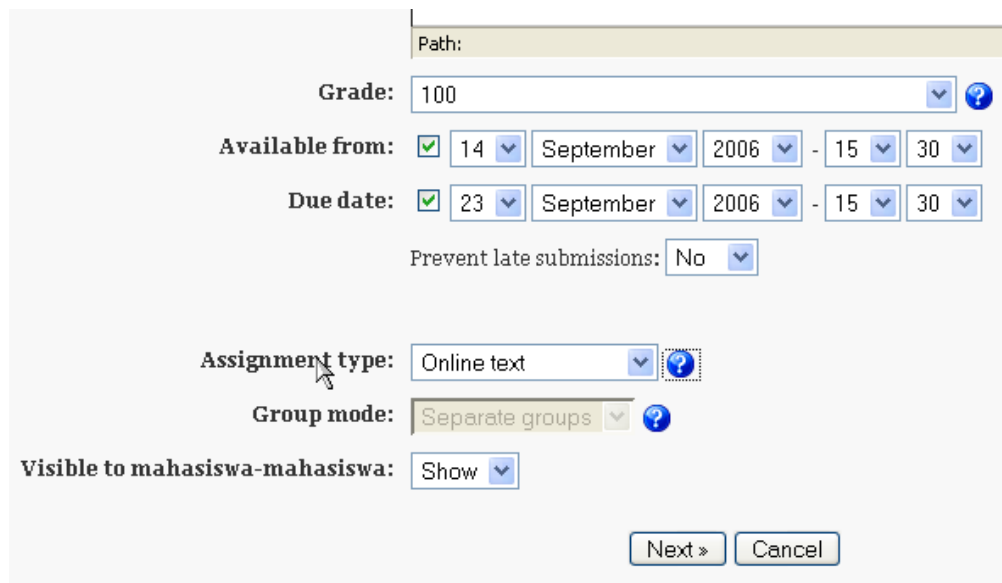 Path:
Grade: 100
Available from: 14 September 2006 - 15 30
Due date: 23 September 2006 - 15 30
Prevent late submissions: No
Assignment type: Online text
Group mode: Separate groups
Visible to mahasiswa-mahasiswa: Show
Next » Cancel